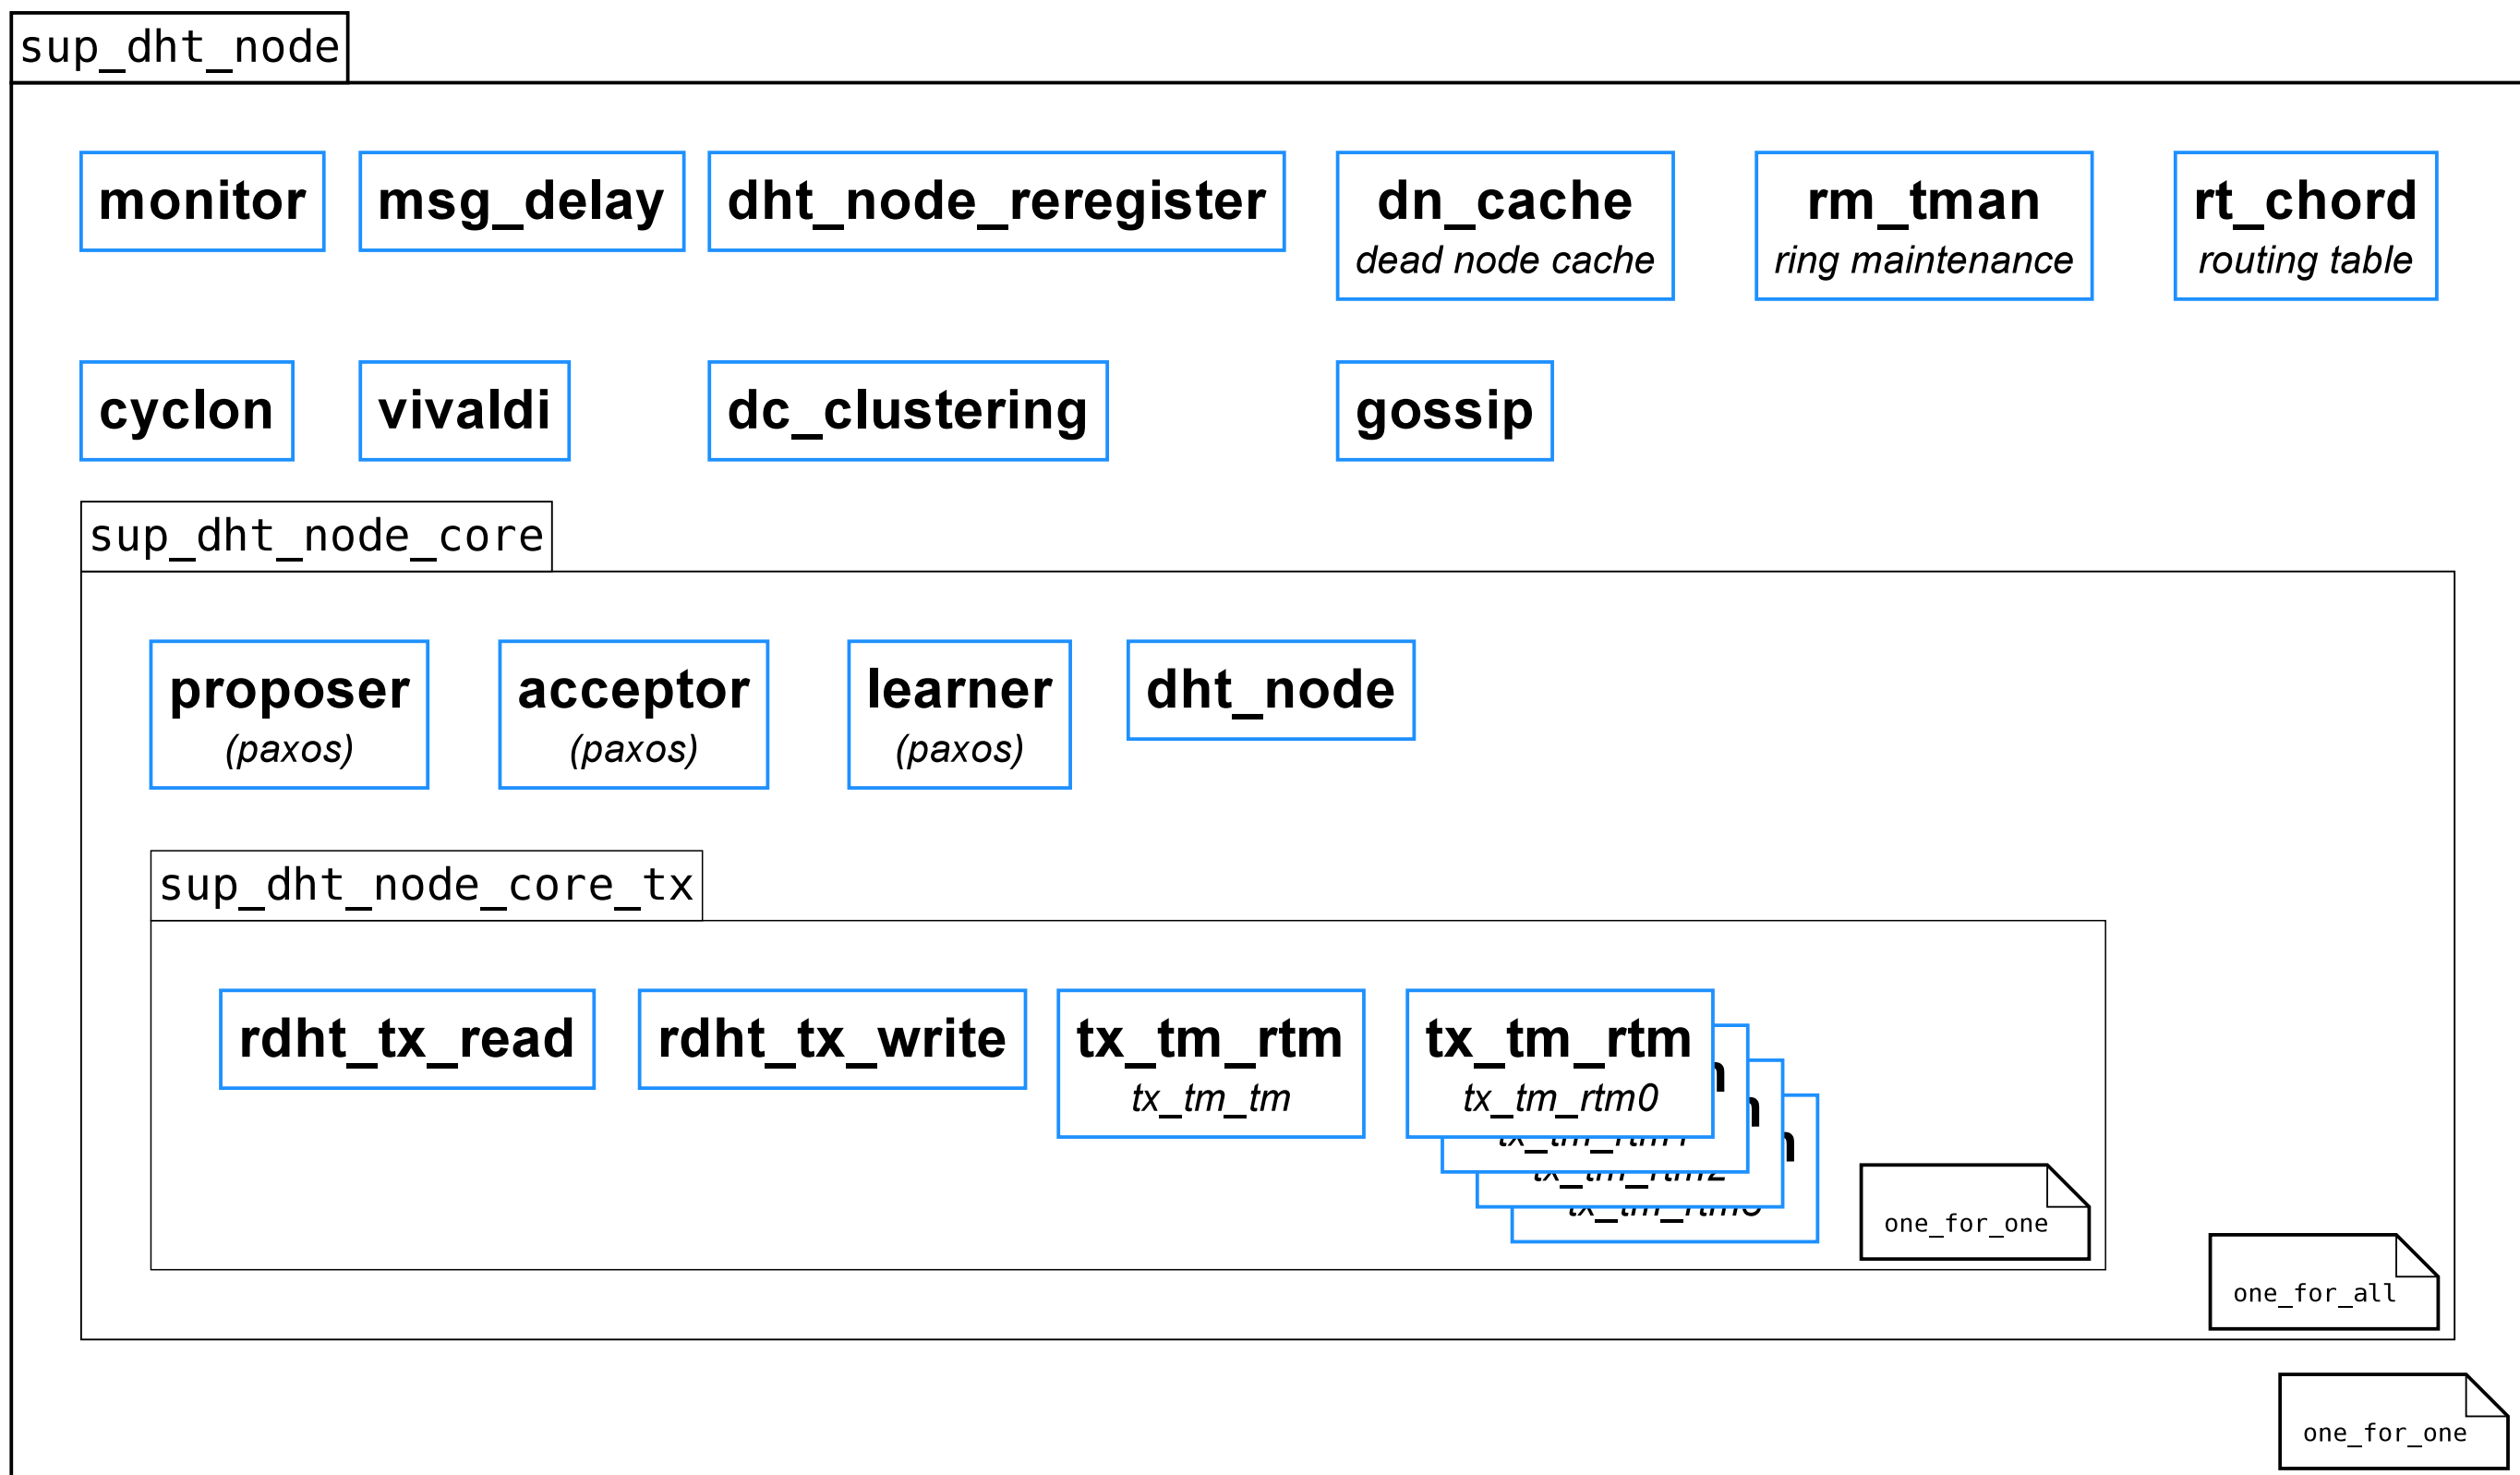 sup_dht_node
monitor
msg_delay
dht_node_reregister
dn_cache
dead node cache
rm_tman
ring maintenance
rt_chord
routing table
cyclon
vivaldi
dc_clustering
gossip
sup_dht_node_core
proposer
(paxos)
acceptor
(paxos)
learner
(paxos)
dht_node
sup_dht_node_core_tx
rdht_tx_read
rdht_tx_write
tx_tm_rtm
tx_tm_tm
tx_tm_rtm
tx_tm_rtm0
one_for_one
one_for_all
one_for_one